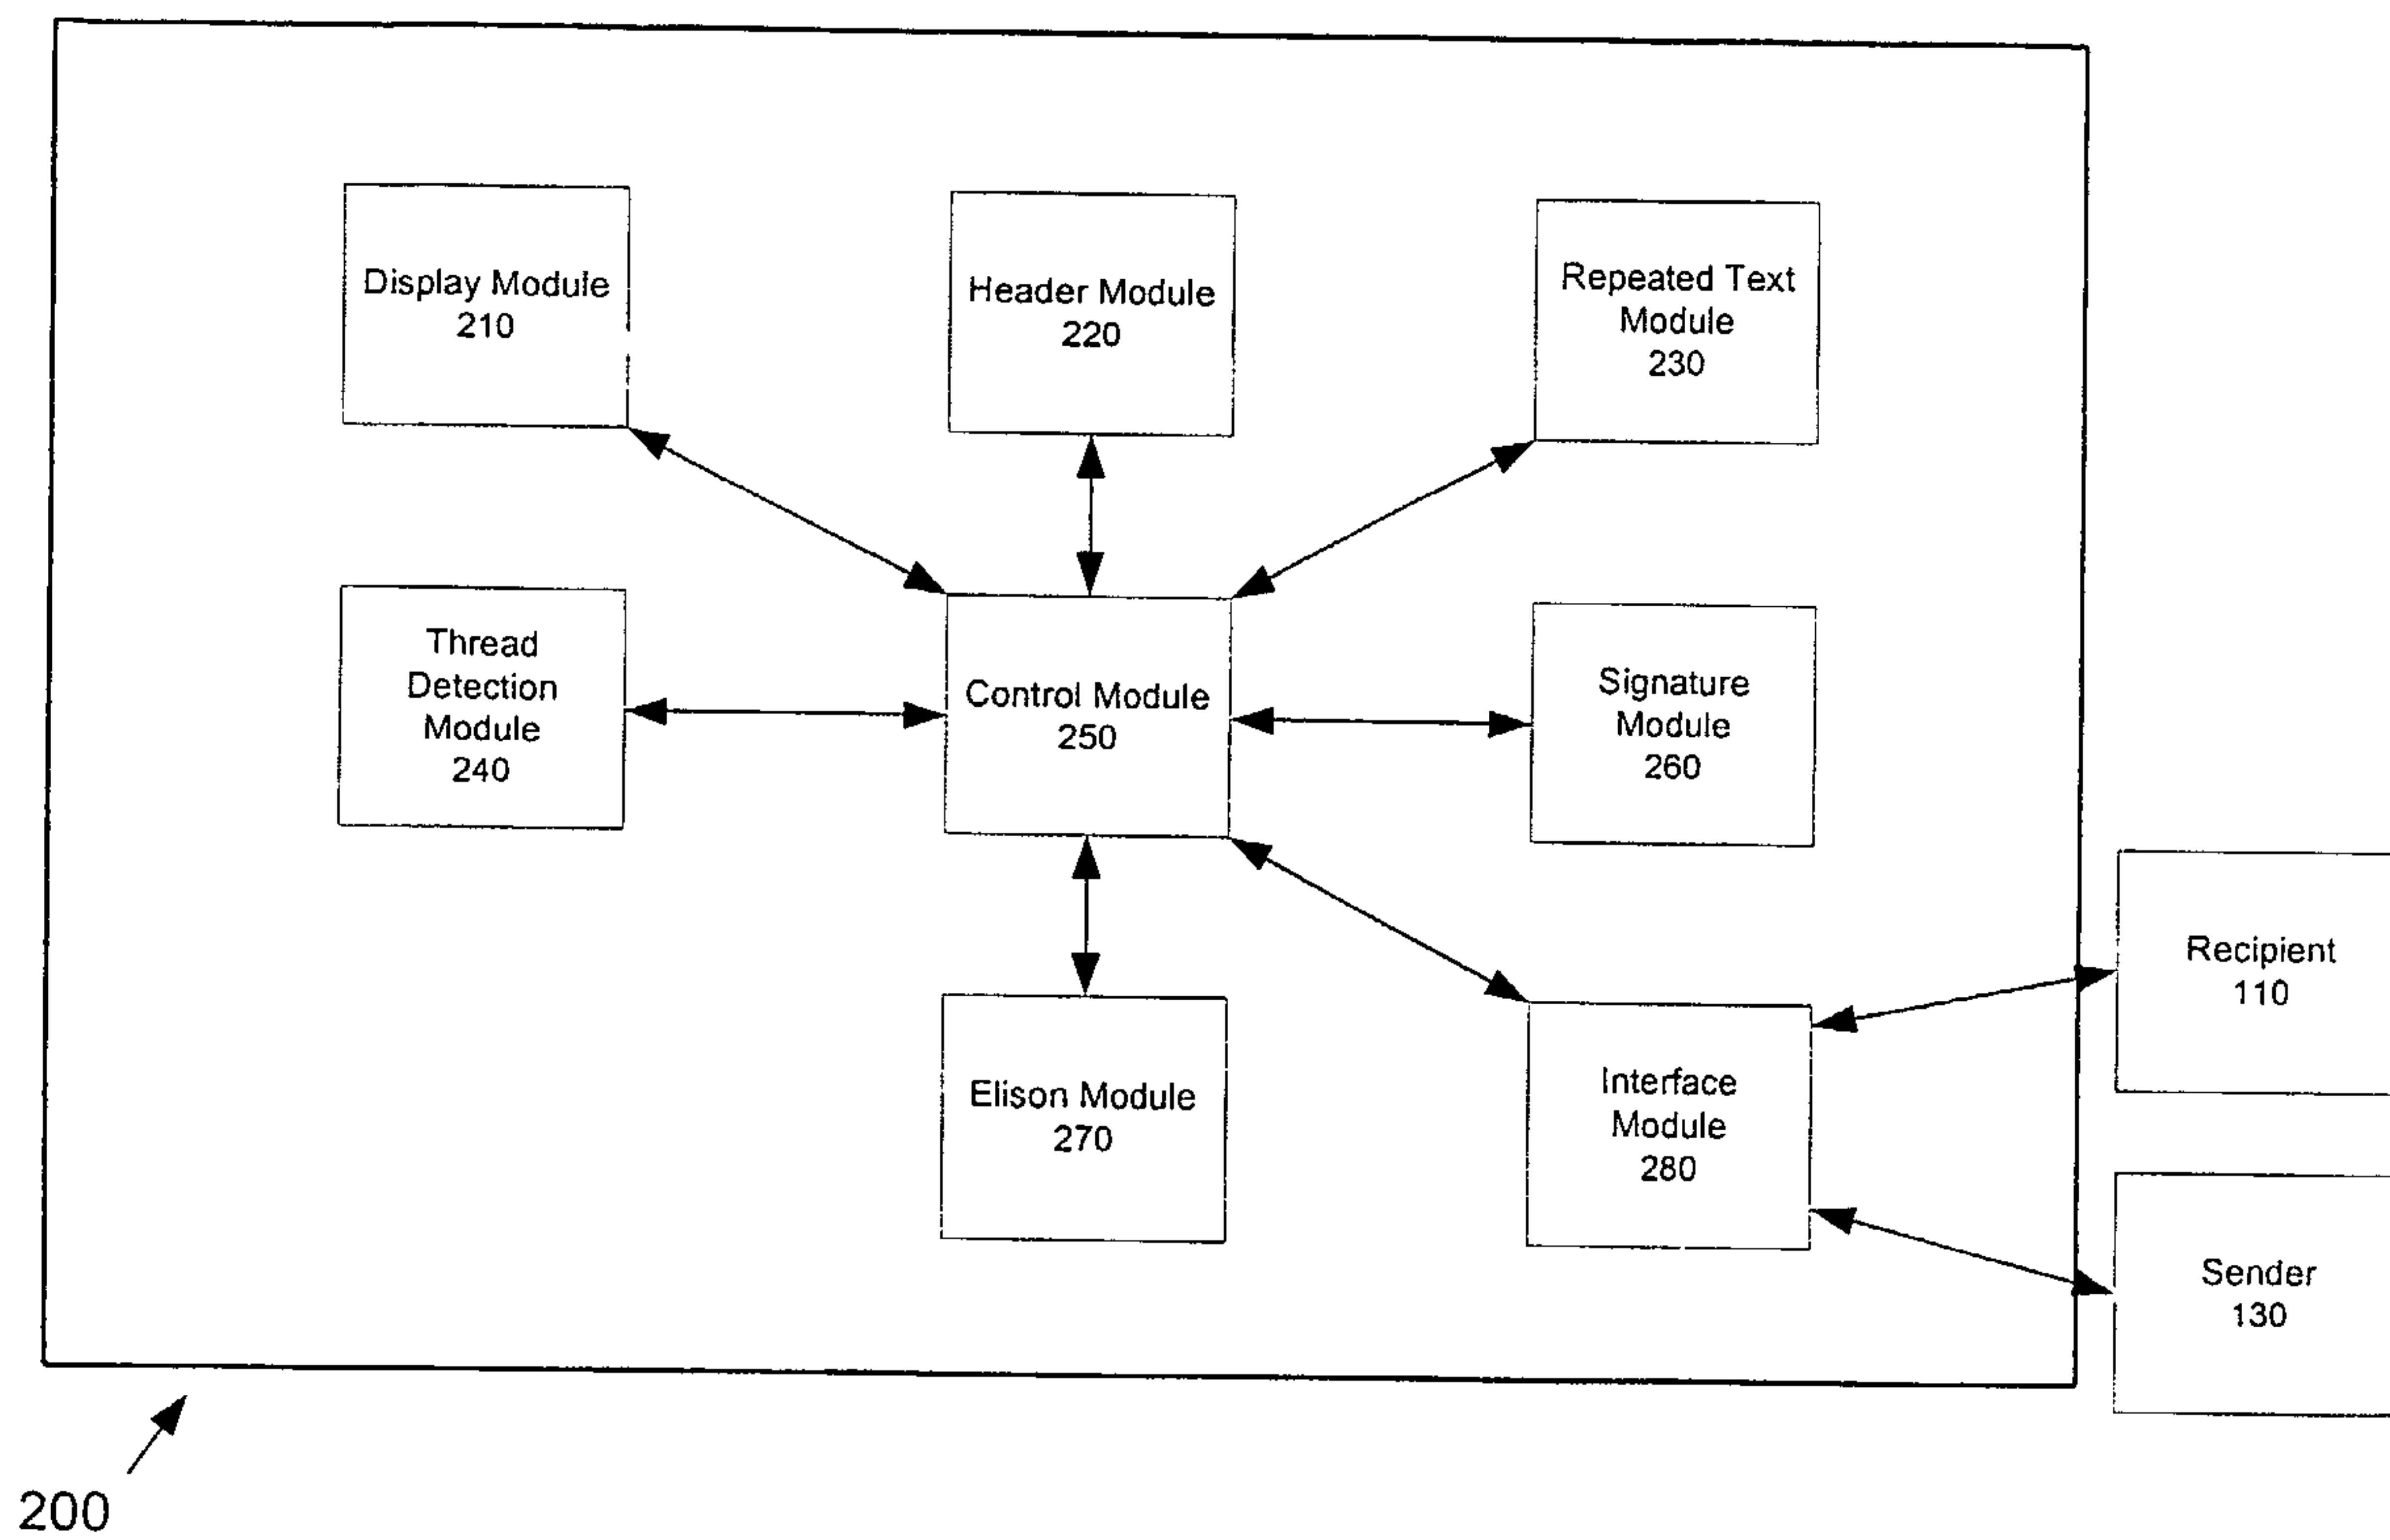 Display Module
210
Header Module
220
Repeated Text
Module
230
Thread
Detection
Module
240
Control Module
250
Signature
Module
260
Elison Module
270
Interface
Module
280
Recipient
110
Sender
130
200